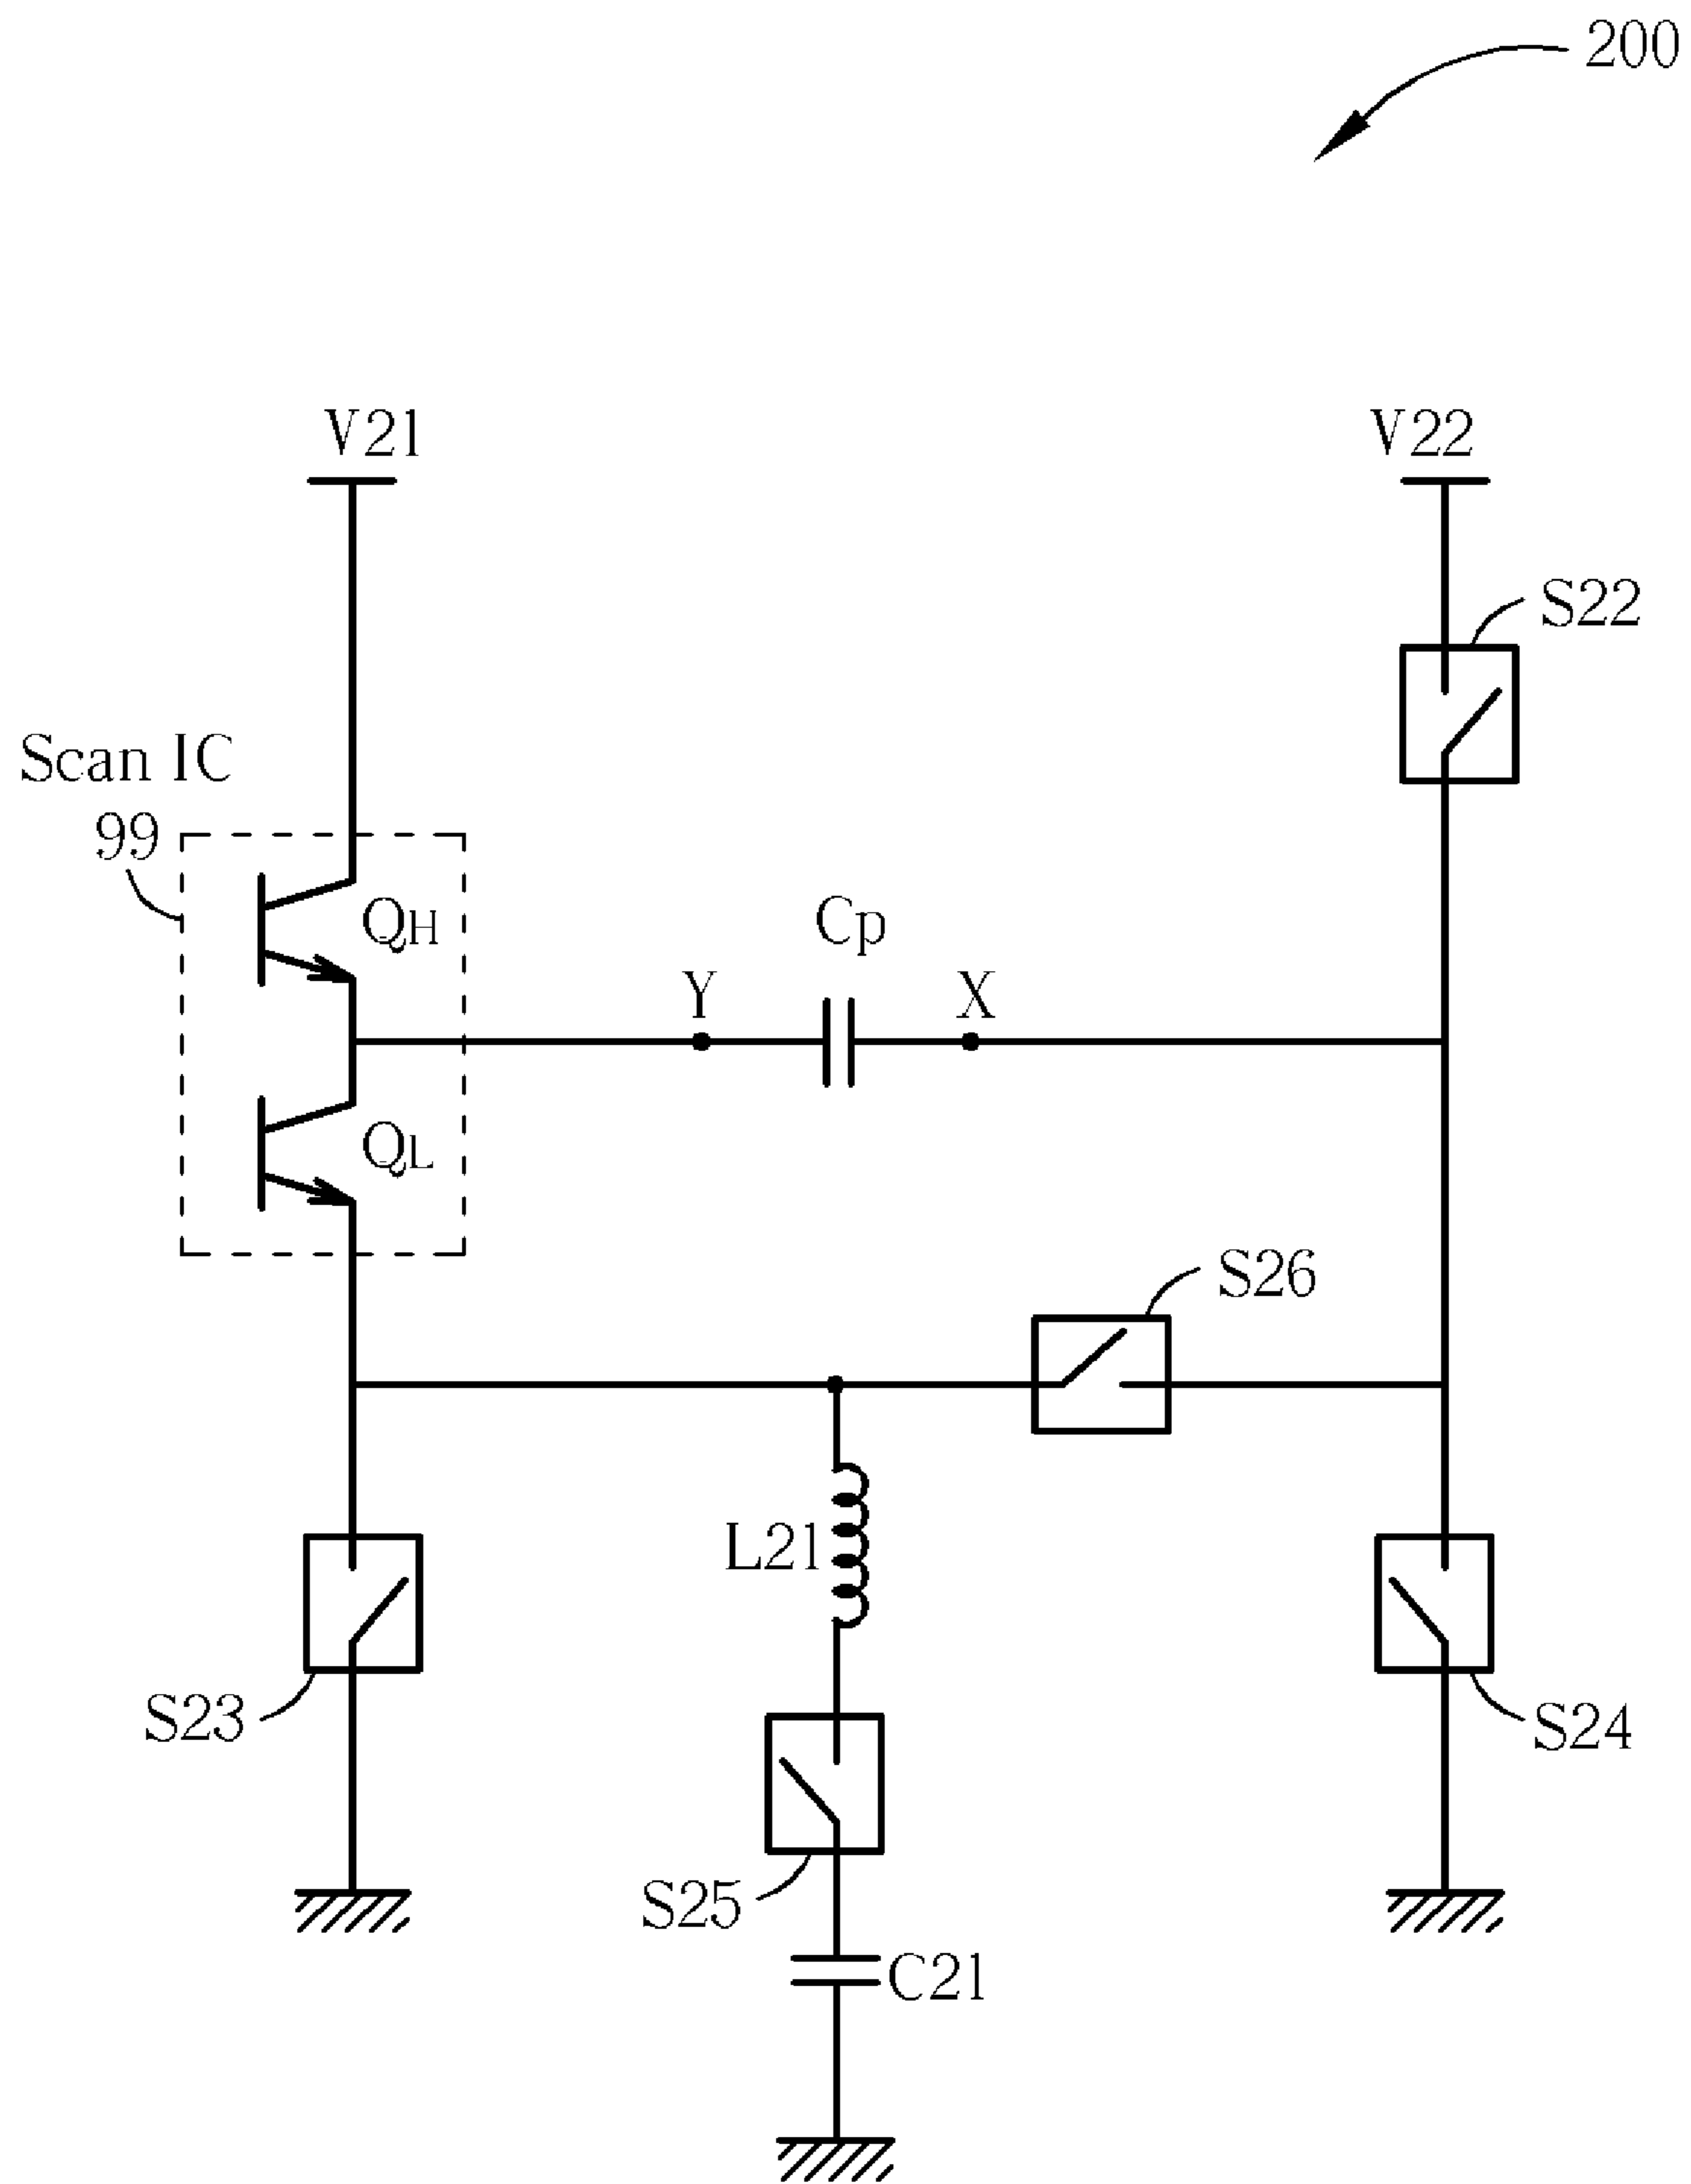 200
V21
V22
S22
Scan IC
99
QH
Cp
Y
X
QL
S26
L21
S23
S24
S25
C21